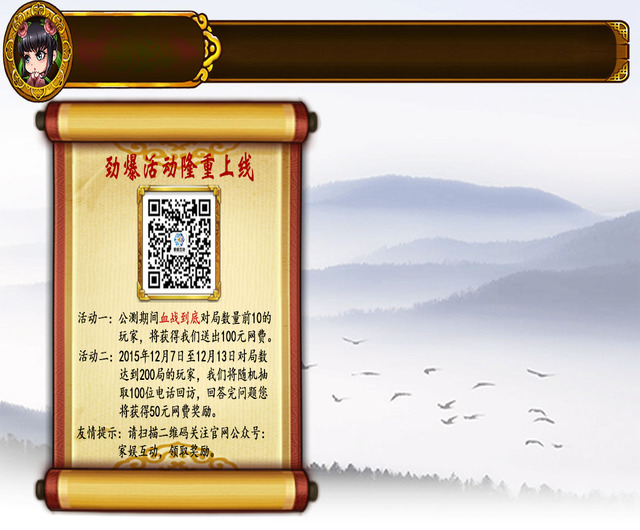 劲爆活动隆重上线
活动一：公测期间血战到底对局数量前10的
玩家，将获得我们送出100元网费。
活动二：2015年12月7日至12月13日对局数
达到200局的玩家，我们将随机抽
取100位电话回访，回答完问题您
将获得50元网费奖励。
友情提示：请扫描二维码关注官网公众号：
家娱互动，领取奖励。